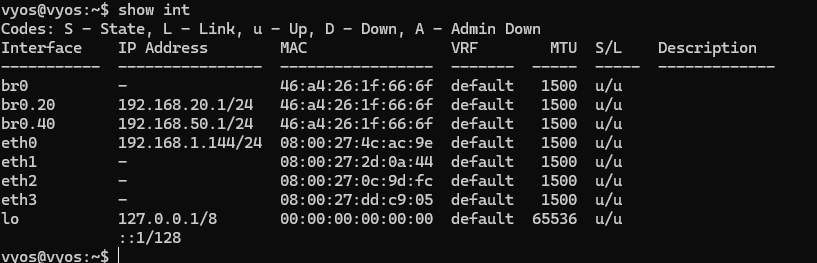 vyos@vyos:~$ show int
Codes: S - State, L - Link, u - Up, D - Down, A - Admin Down
Interface    IP Address        MAC                VRF        MTU  S/L    Description
-----------  ----------------  -----------------  -------  -----  -----  -------------
br0          -                 46:a4:26:1f:66:6f  default   1500  u/u
br0.20       192.168.20.1/24   46:a4:26:1f:66:6f  default   1500  u/u
br0.40       192.168.50.1/24   46:a4:26:1f:66:6f  default   1500  u/u
eth0         192.168.1.144/24  08:00:27:4c:ac:9e  default   1500  u/u
eth1         -                 08:00:27:2d:0a:44  default   1500  u/u
eth2         -                 08:00:27:0c:9d:fc  default   1500  u/u
eth3         -                 08:00:27:dd:c9:05  default   1500  u/u
lo           127.0.0.1/8       00:00:00:00:00:00  default  65536  u/u
             ::1/128
vyos@vyos:~$